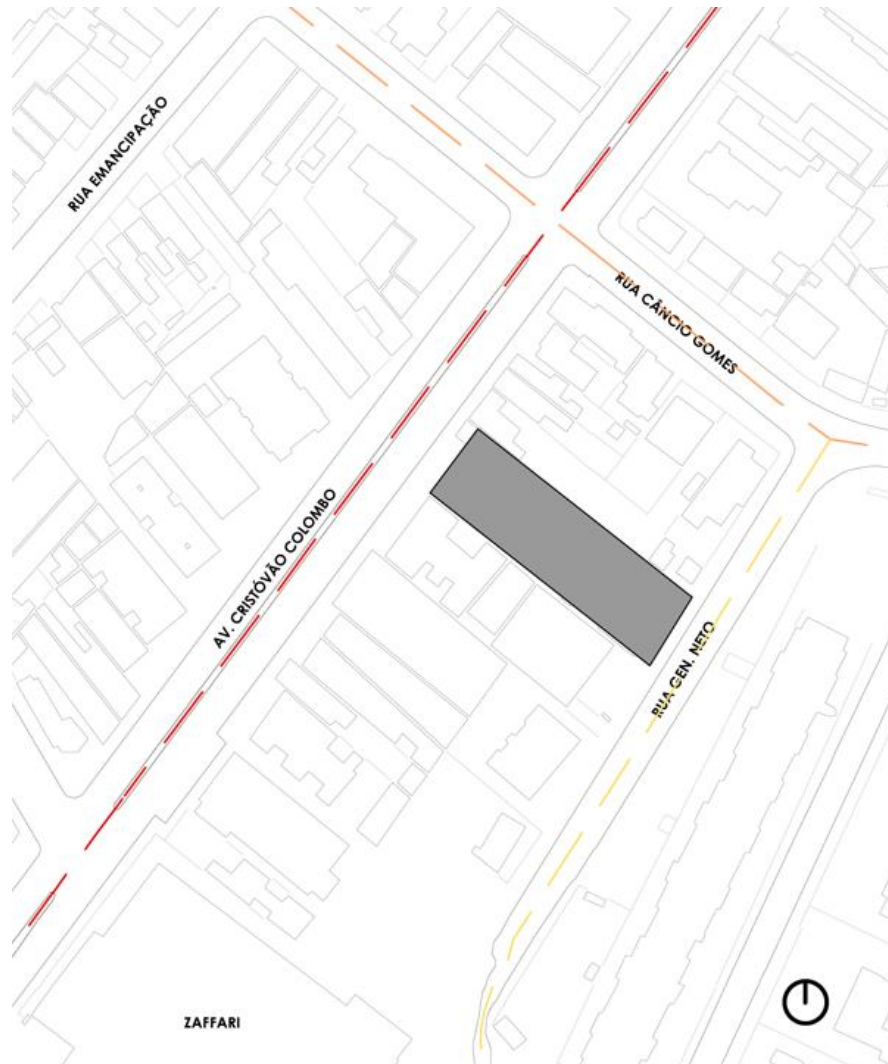 RUA EMANCIPAÇÃO
RUA CÂNCIO GOMES
AV. CRISTÓVÃO COLOMBO
RUA GEN. NETO
ZAFFARI